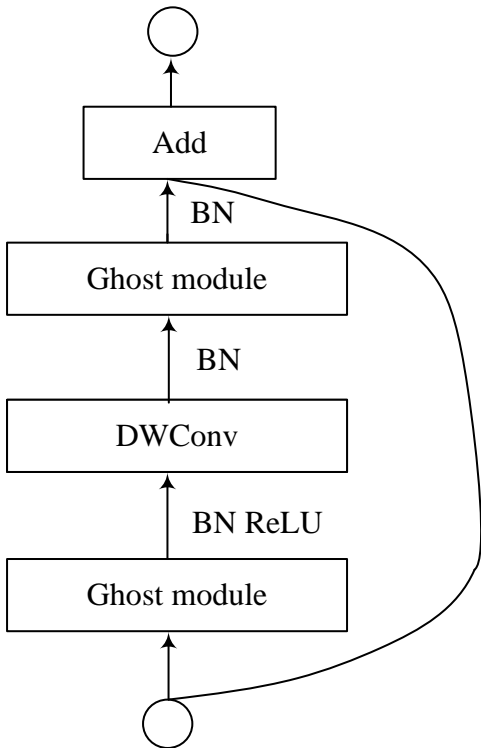 Add
BN
Ghost module
BN
DWConv
BN ReLU
Ghost module